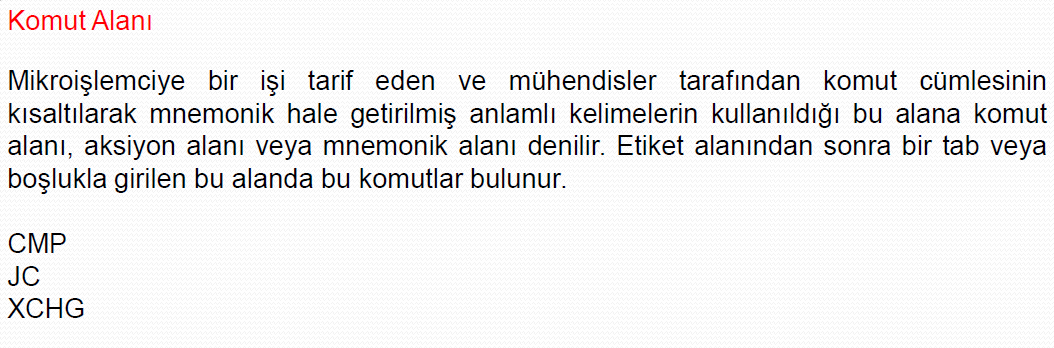 Komut Alanı
Mikroişlemciye bir işi tarif eden ve mühendisler tarafından komut cümlesinin
kısaltılarak mnemonik hale getirilmiş anlamlı kelimelerin kullanıldığı bu alana komut
alanı, aksiyon alanı veya mnemonik alanı denilir. Etiket alanından sonra bir tab veya
boşlukla girilen bu alanda bu komutlar bulunur.
CMP
JC
XCHG